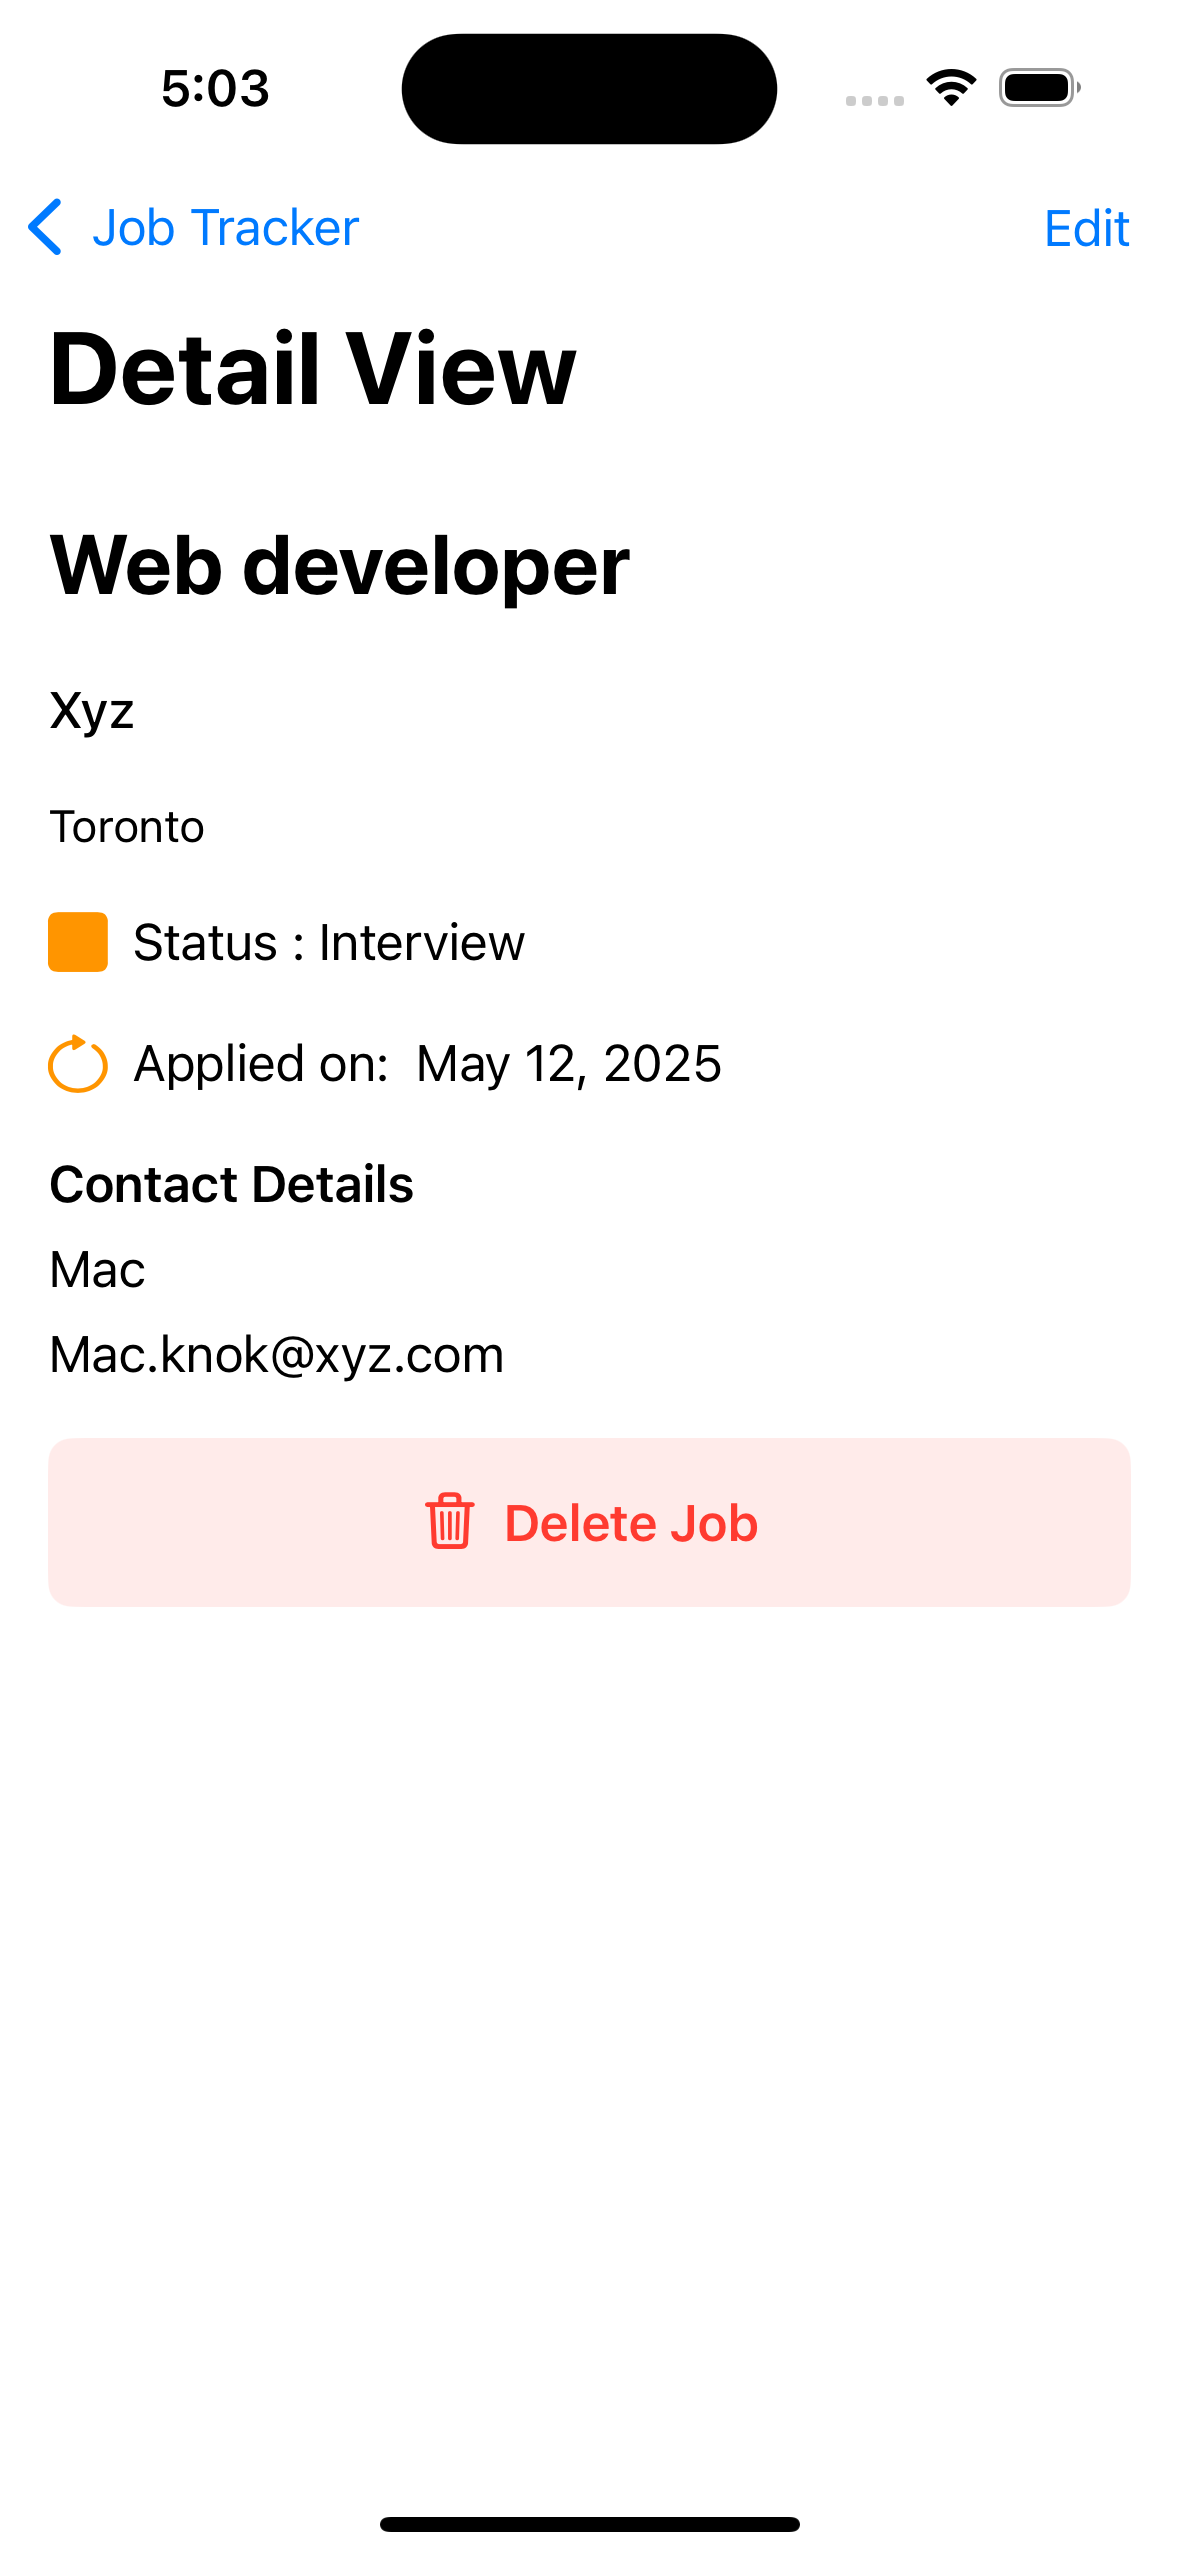 5:03
Job Tracker
Edit
Detail View
Web developer
Xyz
Toronto
Status : Interview
Applied on: May 12, 2025
Contact Details
Mac
Mac.knok@xyz.com
Delete Job